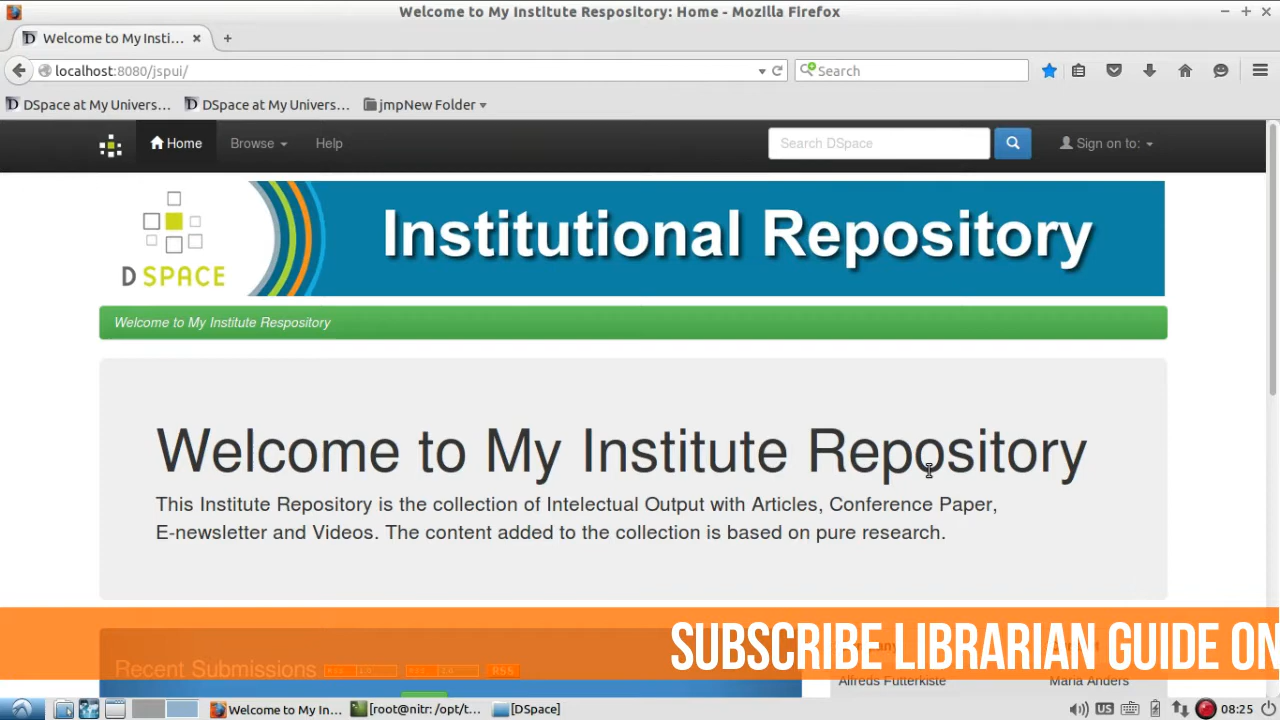 Welcome to My Institute Respository: Home - Mozilla Firefox
Welcome to My Insti...
localhost:8080/jspui/
Search
DSpace at My Univers...
DSpace at My Univers...
jmpNew Folder
Home
Browse
Help
Search DSpace
Sign on to:
D SPACE
Institutional Repository
Welcome to My Institute Respository
Welcome to My Institute Repository
This Institute Repository is the collection of Intelectual Output with Articles, Conference Paper,
E-newsletter and Videos. The content added to the collection is based on pure research.
SUBSCRIBE LIBRARIAN GUIDE ON
Recent Submissions
RSS
Alfreds Futterkiste
Maria Anders
Welcome to My In...
[root@nitr: /opt/t...
[DSpace]
US
08:25